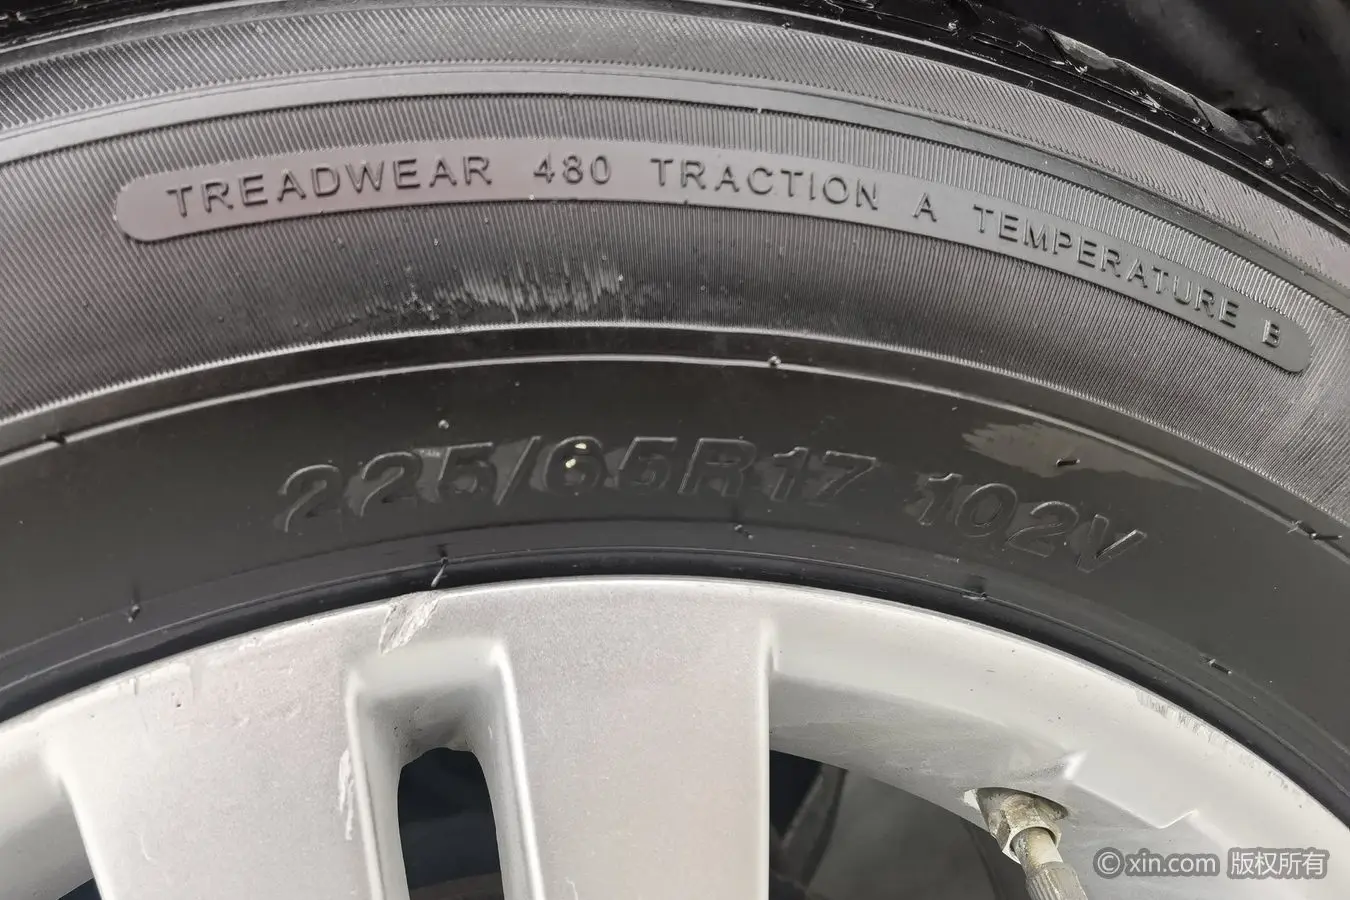 TREADWEAR 480 TRACTION A TEMPERATURE B
225/65R17 102V
© xin.com 版权所有